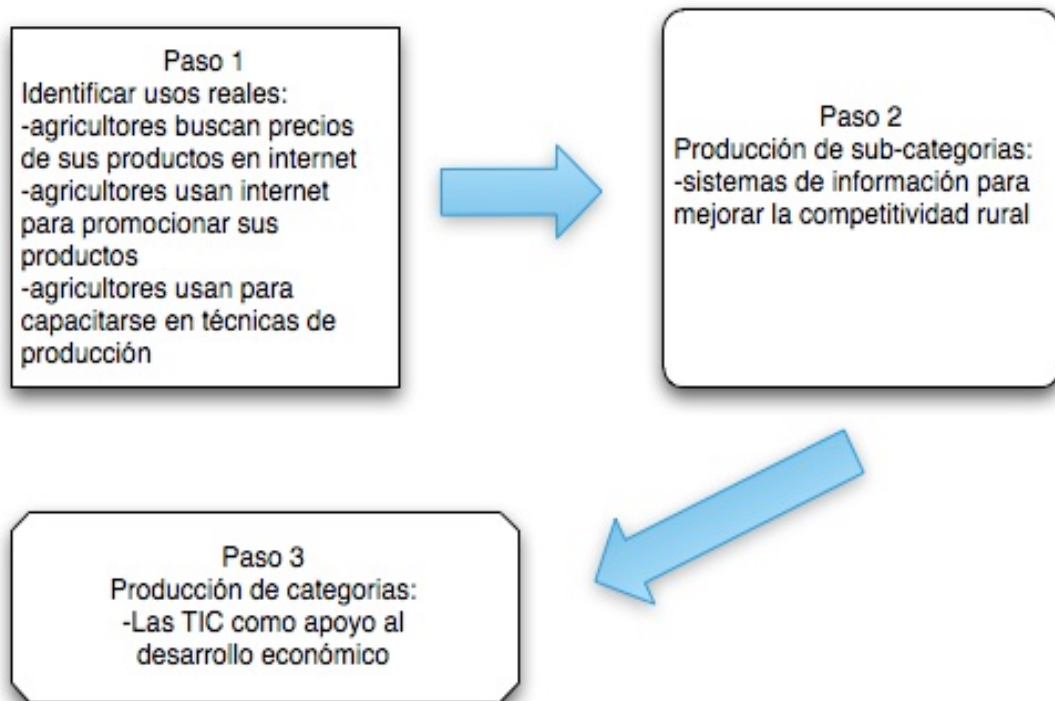 Paso 1
Identificar usos reales:
-agricultores buscan precios
de sus productos en internet
-agricultores usan internet
para promocionar sus
productos
-agricultores usan para
capacitarse en técnicas de
producción
Paso 2
Producción de sub-categorias:
-sistemas de información para
mejorar la competitividad rural
Paso 3
Producción de categorias:
-Las TIC como apoyo al
desarrollo económico